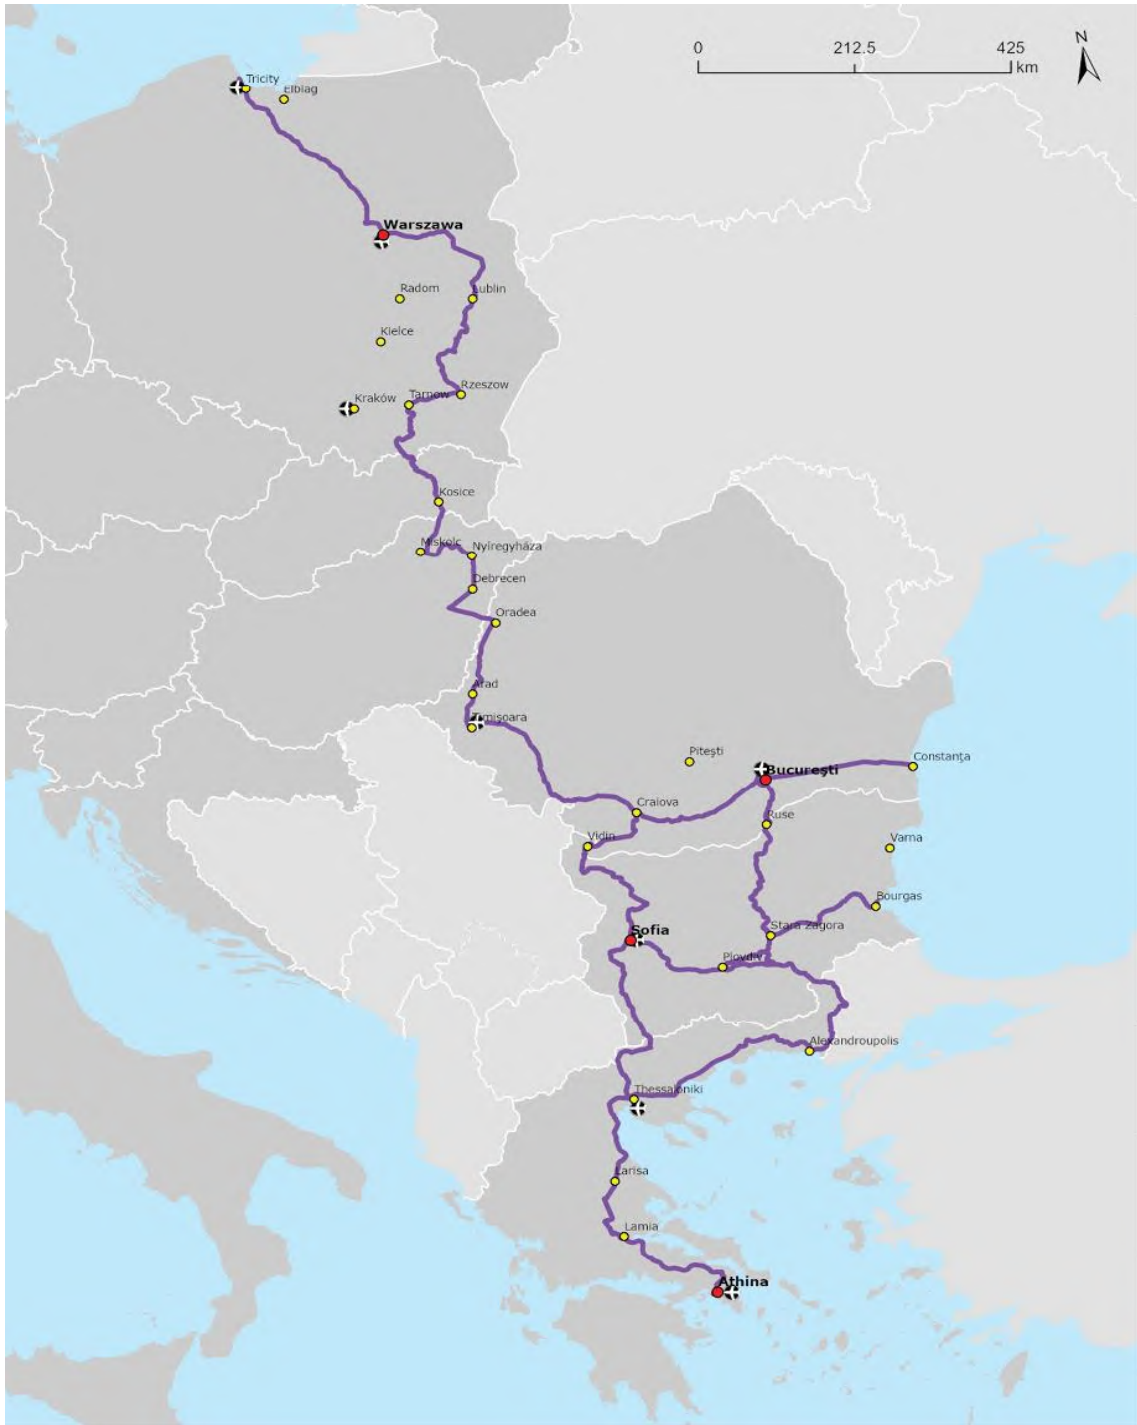 N
0 212.5 425
km
Tricity
Elblag
Warszawa
Radom
Lublin
Kielce
Rzeszow
Kraków
Tarnow
Kosice
Miskolc
Nyíregyháza
Debrecen
Oradea
Arad
Timişoara
Piteşti
Constanţa
Bucureşti
Craiova
Ruse
Vidin
Varna
Bourgas
Sofia
Stara Zagora
Plovdiv
Alexandroupolis
Thessaloniki
Larisa
Lamia
Athina